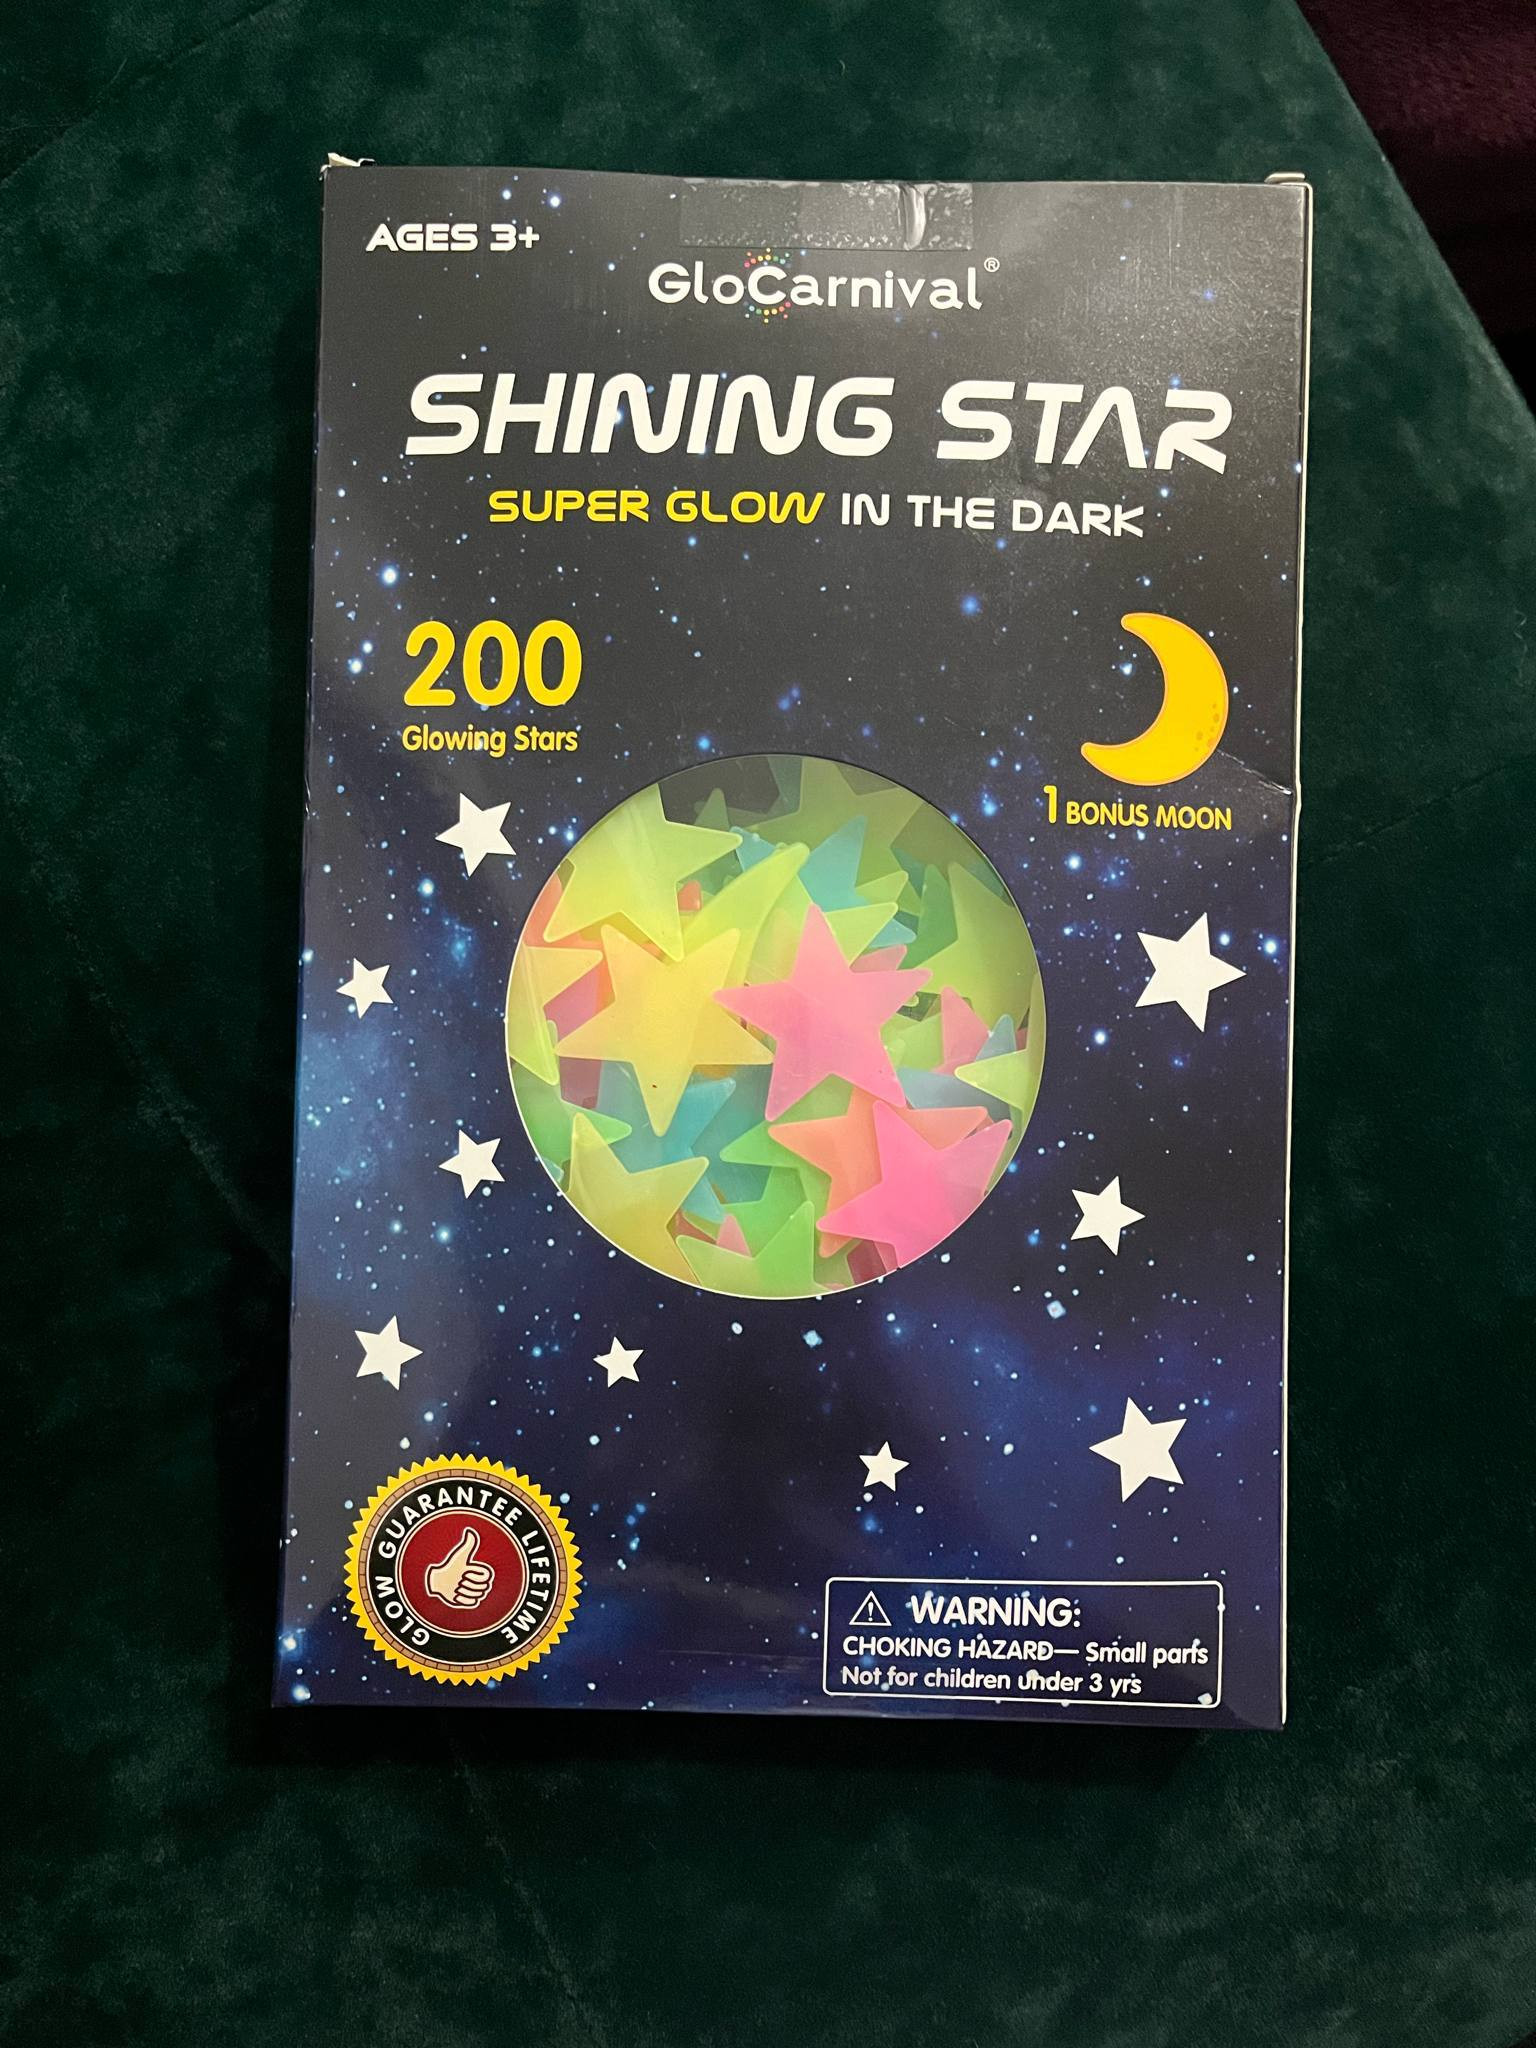 AGES 3+
GloCarnival®
SHINING STAR
SUPER GLOW IN THE DARK
200
Glowing Stars
1 BONUS MOON
GLOW GUARANTEE LIFETIME
WARNING:
CHOKING HAZARD— Small parts
Not for children under 3 yrs